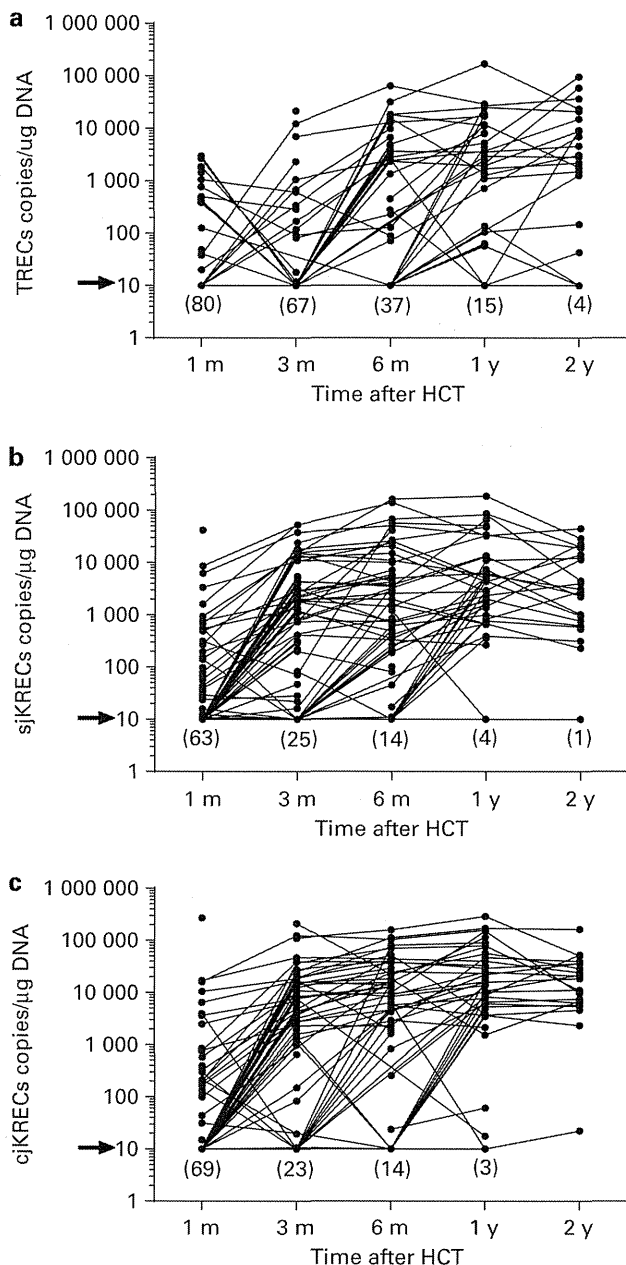 a
1 000 000
100 000
10 000
1 000
100
10
1
TRECs copies/ug DNA
(80) (67) (37) (15) (4)
1 m 3 m 6 m 1 y 2 y
Time after HCT
b
1 000 000
100 000
10 000
1 000
100
10
1
sjKRECs copies/µg DNA
(63) (25) (14) (4) (1)
1 m 3 m 6 m 1 y 2 y
Time after HCT
c
1 000 000
100 000
10 000
1 000
100
10
1
cjKRECs copies/µg DNA
(69) (23) (14) (3)
1 m 3 m 6 m 1 y 2 y
Time after HCT